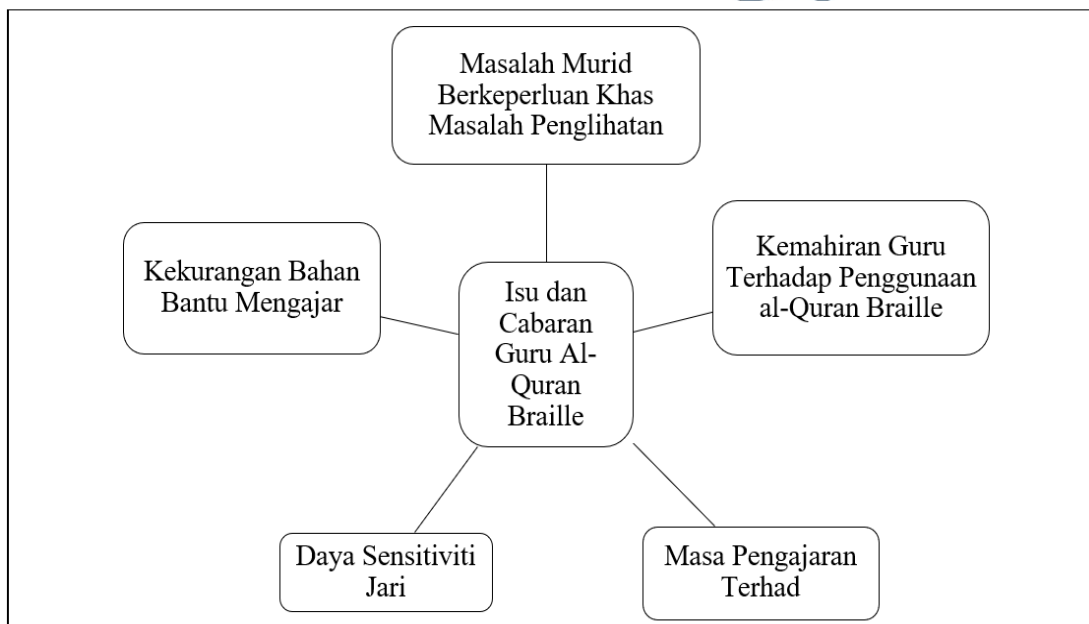 Masalah Murid
Berkeperluan Khas
Masalah Penglihatan
Kekurangan Bahan
Bantu Mengajar
Kemahiran Guru
Terhadap Penggunaan
al-Quran Braille
Isu dan
Cabaran
Guru Al-
Quran
Braille
Daya Sensitiviti
Jari
Masa Pengajaran
Terhad